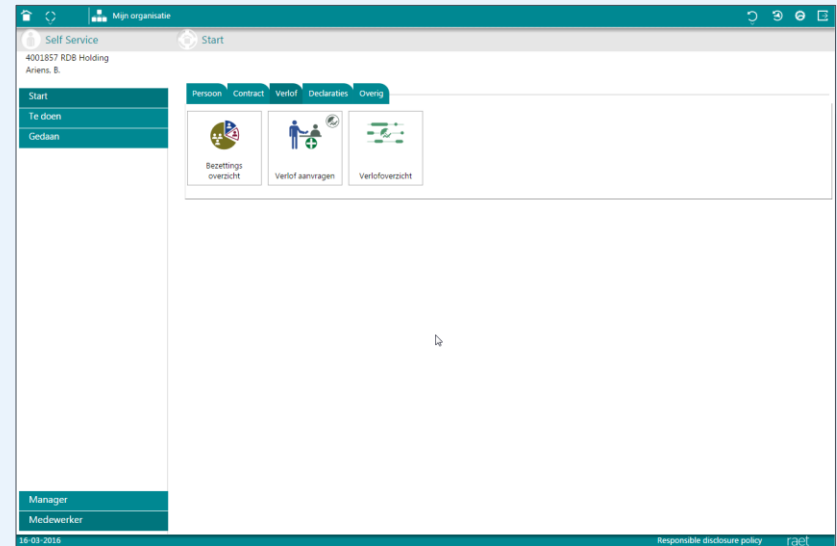 Mijn organisatie
Self Service
Start
4001857 RDB Holding
Ariens, B.
Start
Te doen
Gedaan
Persoon Contract Verlof Declaraties Overig
Bezettings
overzicht
Verlof aanvragen
Verlofoverzicht
Manager
Medewerker
16-03-2016
Responsible disclosure policy
raet